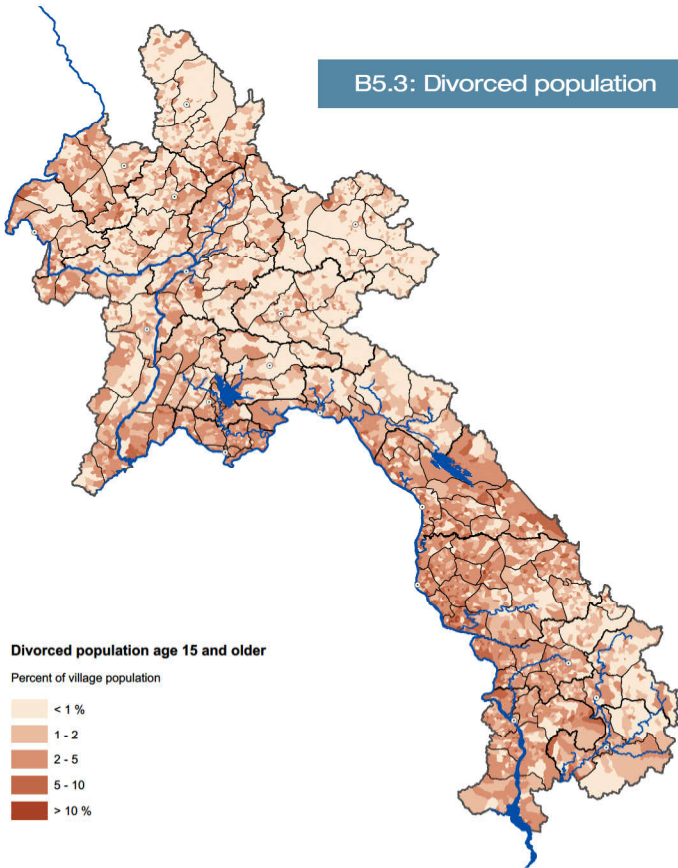 B5.3: Divorced population
Divorced population age 15 and older
Percent of village population
< 1 %
1 - 2
2 - 5
5 - 10
> 10 %